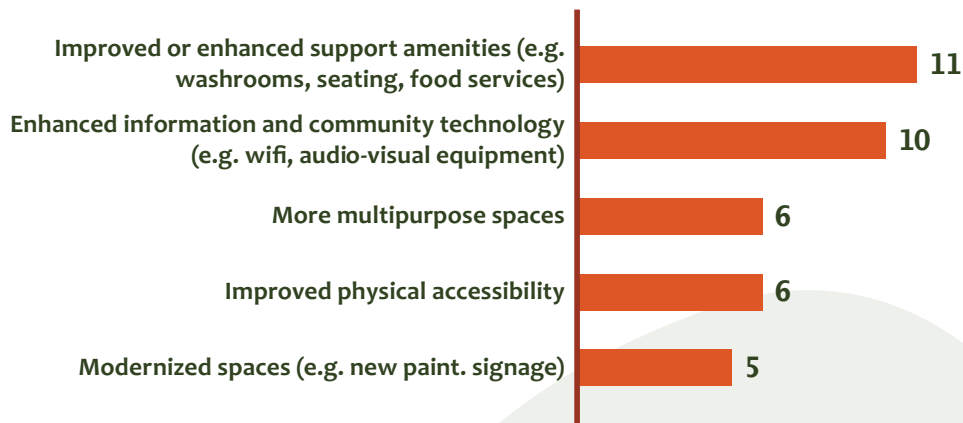 Improved or enhanced support amenities (e.g.
washrooms, seating, food services)
11
Enhanced information and community technology
(e.g. wifi, audio-visual equipment)
10
More multipurpose spaces
6
Improved physical accessibility
6
Modernized spaces (e.g. new paint. signage)
5